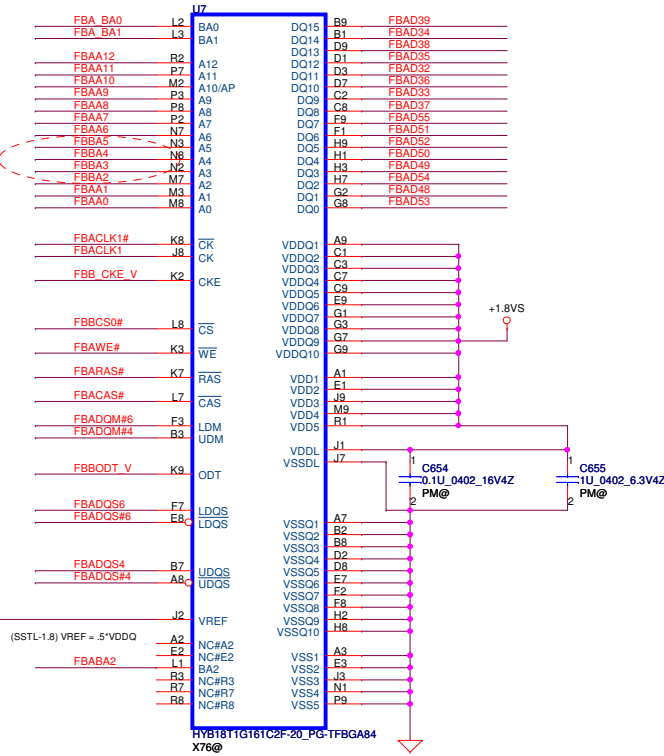 U7
FBA_BA0 L2 BA0 DQ15 B9 FBAD39
FBA_BA1 L3 BA1 DQ14 B1 FBAD34
DQ13 D9 FBAD38
FBAA12 R2 A12 DQ12 D1 FBAD35
FBAA11 P7 A11 DQ11 D3 FBAD32
FBAA10 M2 A10/AP DQ10 D7 FBAD36
FBAA9 P3 A9 DQ9 C2 FBAD33
FBAA8 P8 A8 DQ8 C8 FBAD37
FBAA7 P2 A7 DQ7 F9 FBAD55
FBAA6 N7 A6 DQ6 F1 FBAD51
FBBA5 N3 A5 DQ5 H9 FBAD52
FBBA4 N8 A4 DQ4 H1 FBAD50
FBBA3 N2 A3 DQ3 H3 FBAD49
FBBA2 M7 A2 DQ2 H7 FBAD54
FBAA1 M3 A1 DQ1 G2 FBAD48
FBAA0 M8 A0 DQ0 G8 FBAD53
FBACLK1# K8 CK VDDQ1 A9
FBACLK1 J8 CK VDDQ2 C1
VDDQ3 C3
FBB_CKE_V K2 CKE VDDQ4 C7
VDDQ5 C9
VDDQ6 E9
VDDQ7 G1
+1.8VS
FBBCS0# L8 CS VDDQ8 G3
VDDQ9 G7
FBAWE# K3 WE VDDQ10 G9
FBARAS# K7 RAS VDD1 A1
VDD2 E1
FBACAS# L7 CAS VDD3 J9
VDD4 M9
FBADQM#6 F3 LDM VDD5 R1
FBADQM#4 B3 UDM
VDDL J1
VSSDL J7
1 C654 1 C655
FBBODT_V K9 ODT 0.1U_0402_16V4Z 1U_0402_6.3V4Z
PM@ PM@
2 2
FBADQS6 F7 LDQS
FBADQS#6 E8 LDQS VSSQ1 A7
VSSQ2 B2
VSSQ3 B8
VSSQ4 D2
FBADQS4 B7 UDQS VSSQ5 D8
FBADQS#4 A8 UDQS VSSQ6 E7
VSSQ7 F2
VSSQ8 F8
J2 VREF VSSQ9 H2
VSSQ10 H8
(SSTL-1.8) VREF = .5*VDDQ
A2 NC#A2
E2 NC#E2 VSS1 A3
FBABA2 L1 BA2 VSS2 E3
R3 NC#R3 VSS3 J3
R7 NC#R7 VSS4 N1
R8 NC#R8 VSS5 P9
HYB18T1G161C2F-20_PG-TFBGA84
X76@